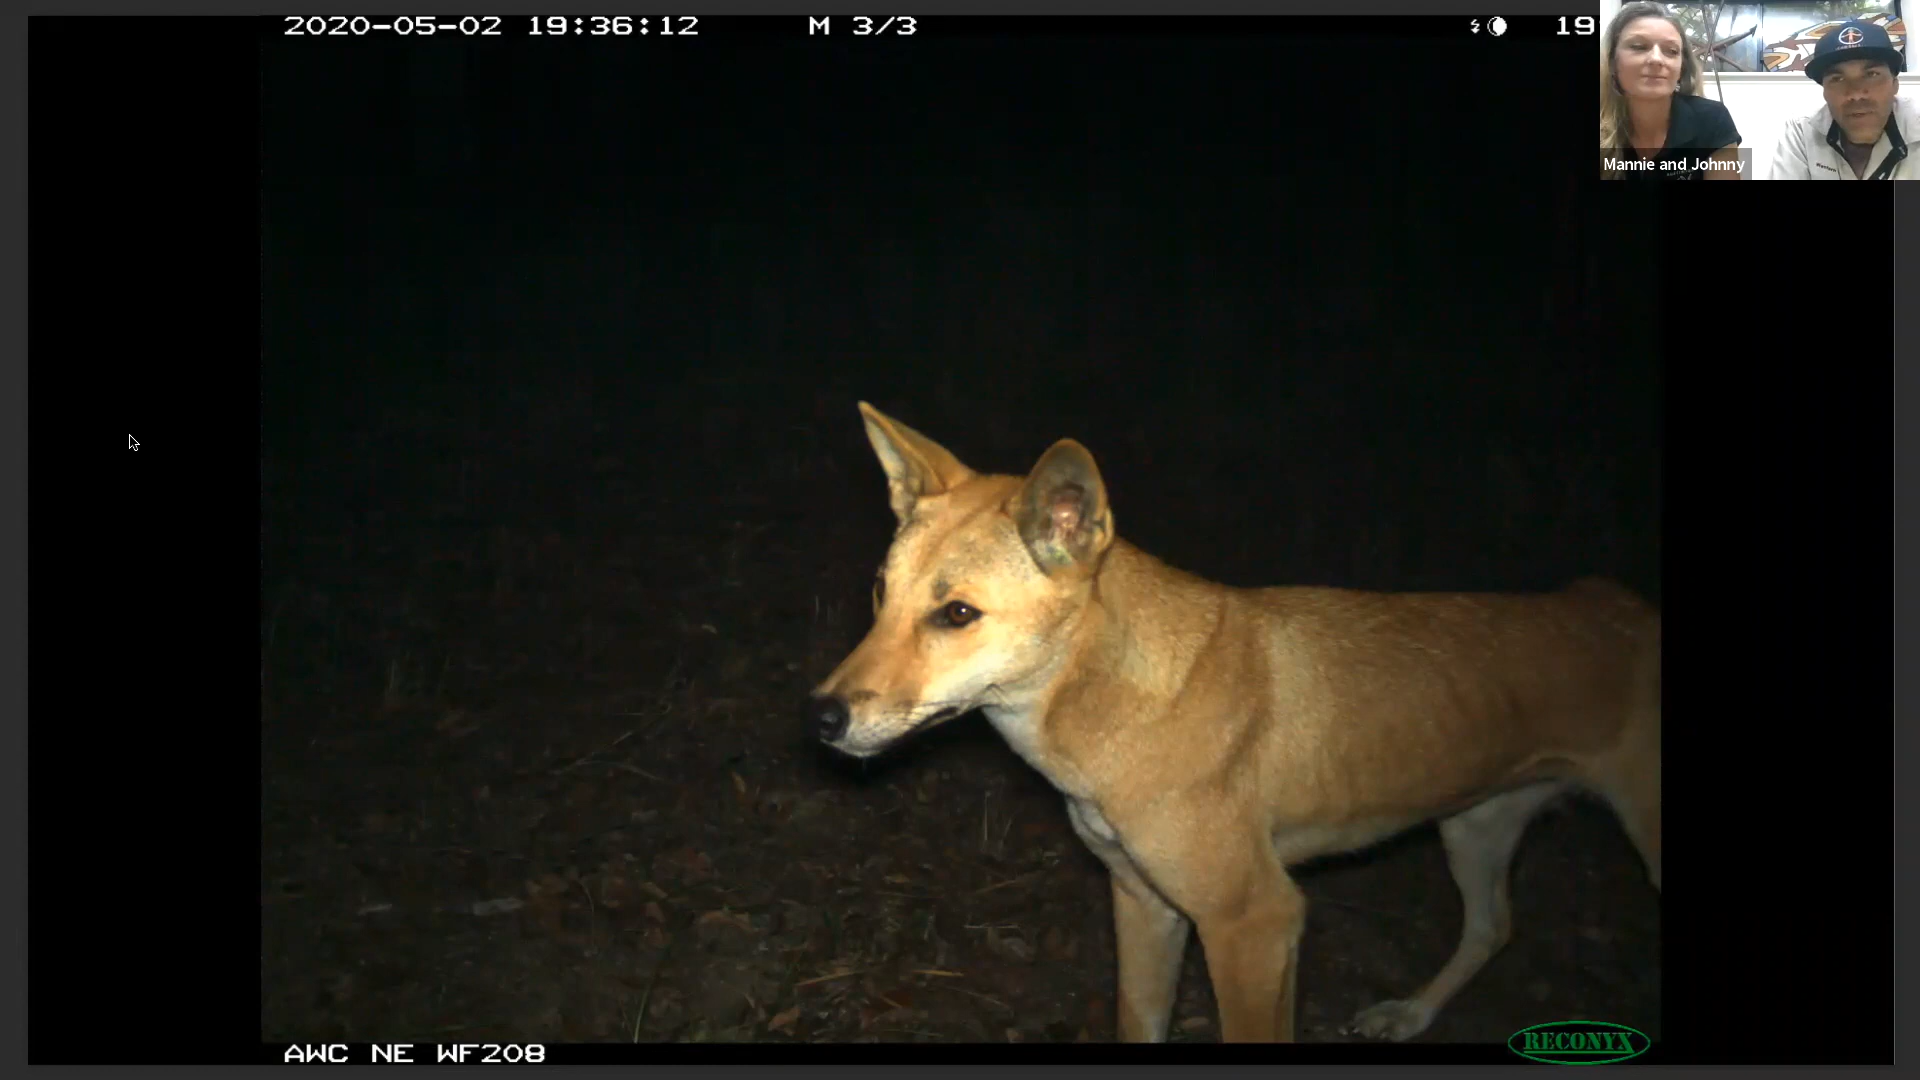 2020-05-02 19:36:12 M 3/3 19
Mannie and Johnny
AWC NE WF208
RECONYX